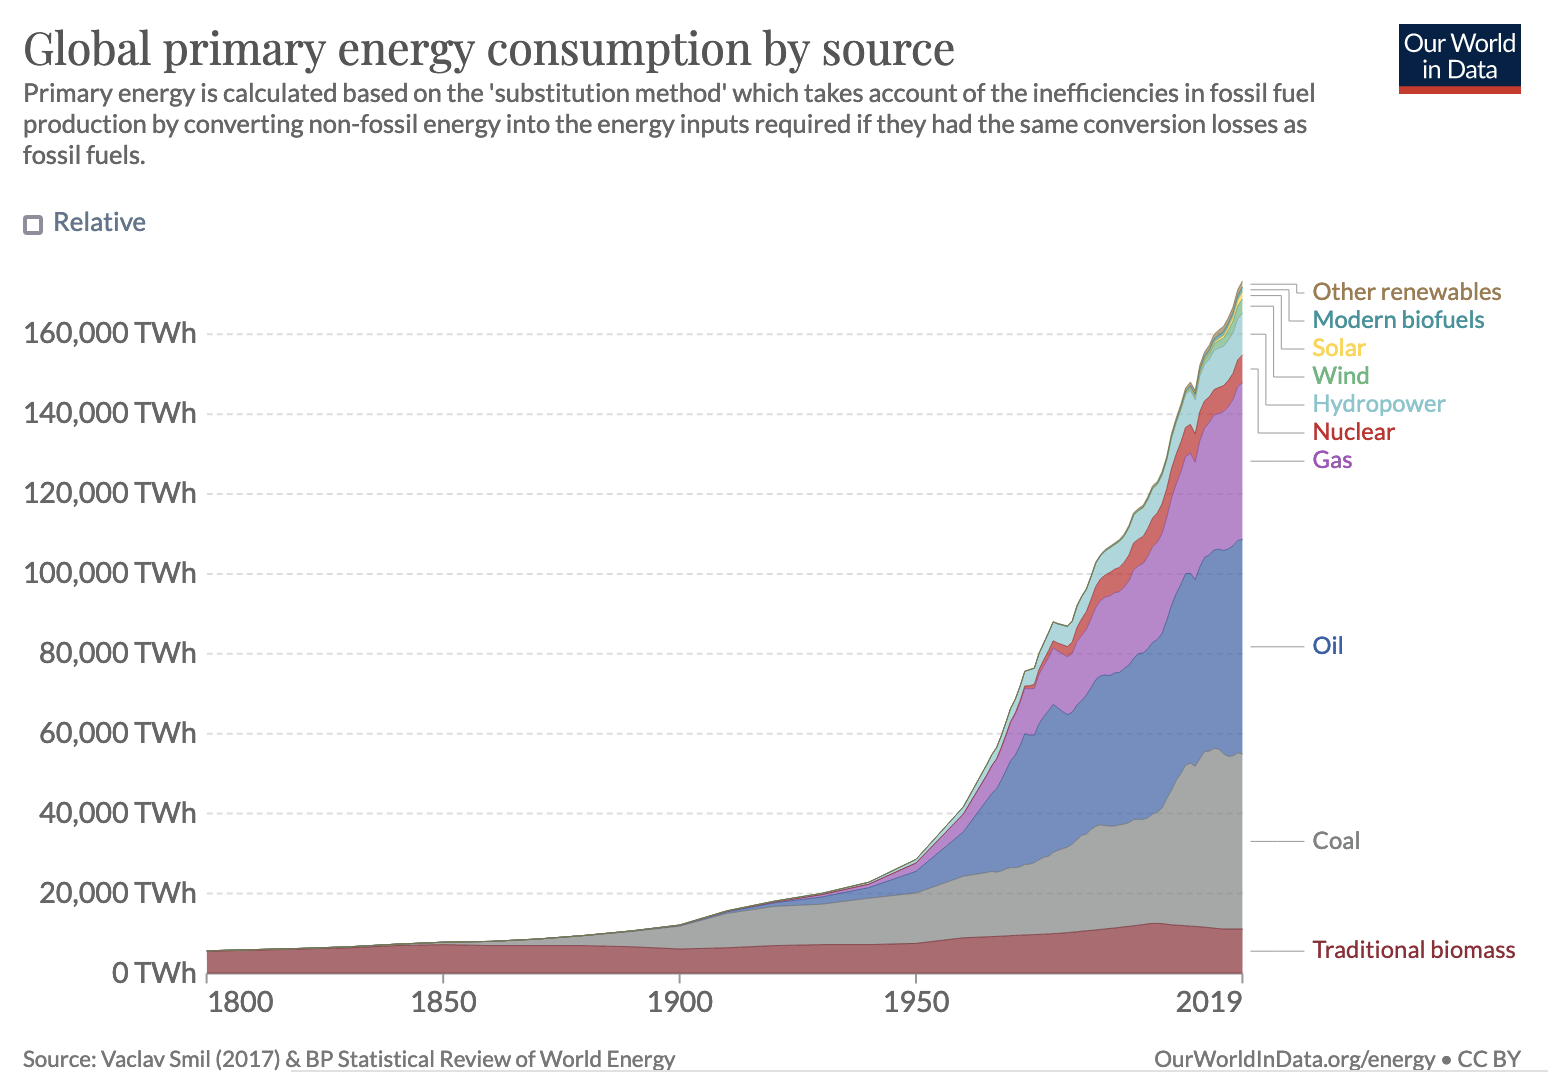 Global primary energy consumption by source
Our World
in Data
Primary energy is calculated based on the 'substitution method' which takes account of the inefficiencies in fossil fuel
production by converting non-fossil energy into the energy inputs required if they had the same conversion losses as
fossil fuels.
Relative
160,000 TWh
140,000 TWh
120,000 TWh
100,000 TWh
80,000 TWh
60,000 TWh
40,000 TWh
20,000 TWh
0 TWh
1800
1850
1900
1950
2019
Other renewables
Modern biofuels
Solar
Wind
Hydropower
Nuclear
Gas
Oil
Coal
Traditional biomass
Source: Vaclav Smil (2017) & BP Statistical Review of World Energy
OurWorldInData.org/energy • CC BY